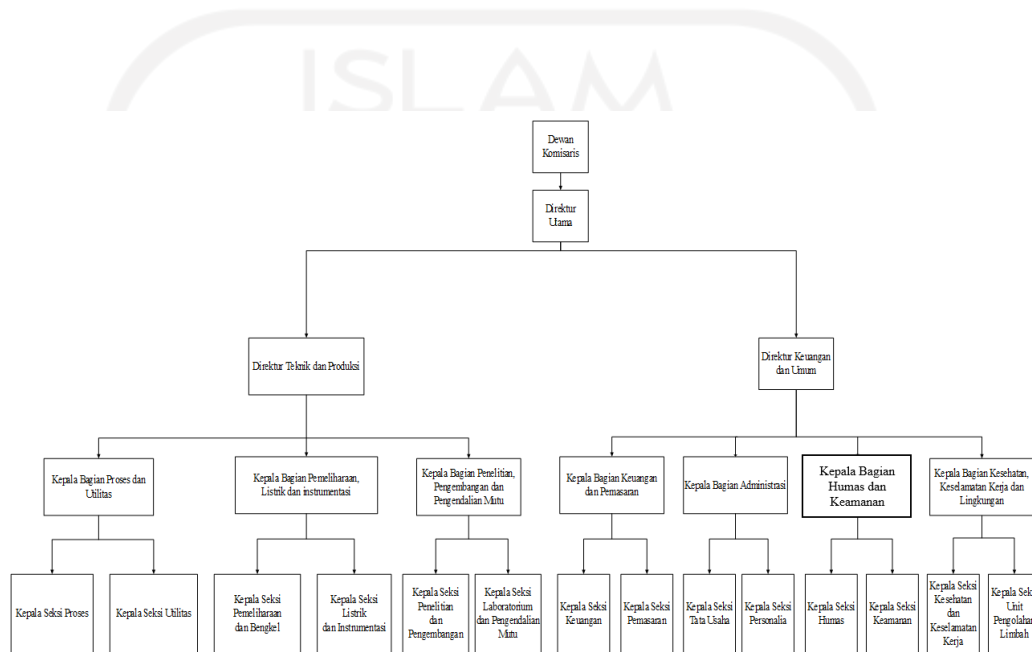 ISLAM
Dewan
Komisaris
Direktur
Utama
Direktur Teknik dan Produksi
Direktur Keuangan
dan Umum
Kepala Bagian Proses dan
Utilitas
Kepala Bagian Pemeliharaan,
Listrik dan instrumentasi
Kepala Bagian Penelitian,
Pengembangan dan
Pengendalian Mutu
Kepala Bagian Keuangan
dan Pemasaran
Kepala Bagian Administrasi
Kepala Bagian
Humas dan
Keamanan
Kepala Bagian Kesehatan,
Keselamatan Kerja dan
Lingkungan
Kepala Seksi Proses
Kepala Seksi Utilitas
Kepala Seksi
Pemeliharaan
dan Bengkel
Kepala Seksi
Listrik
dan Instrumentasi
Kepala Seksi
Penelitian
dan
Pengembangan
Kepala Seksi
Laboratorium
dan Pengendalian
Mutu
Kepala Seksi
Keuangan
Kepala Seksi
Pemasaran
Kepala Seksi
Tata Usaha
Kepala Seksi
Personalia
Kepala Seksi
Humas
Kepala Seksi
Keamanan
Kepala Seksi
Kesehatan
dan
Keselamatan
Kerja
Kepala Seksi
Unit
Pengolahan
Limbah